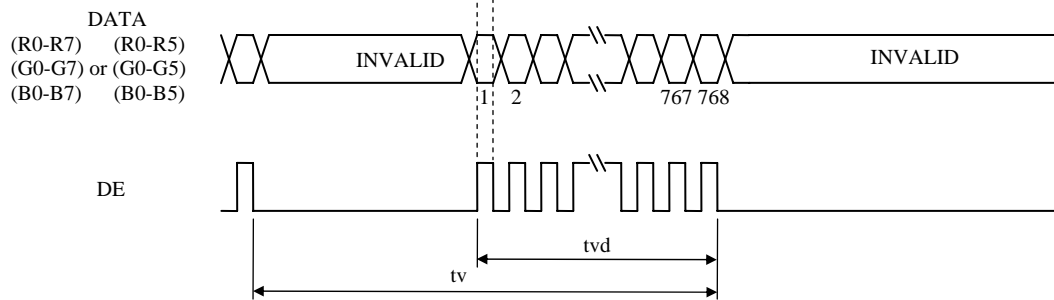 DATA
(R0-R7) (R0-R5)
(G0-G7) or (G0-G5)
(B0-B7) (B0-B5)
INVALID
INVALID
1 2 767 768
DE
tvd
tv